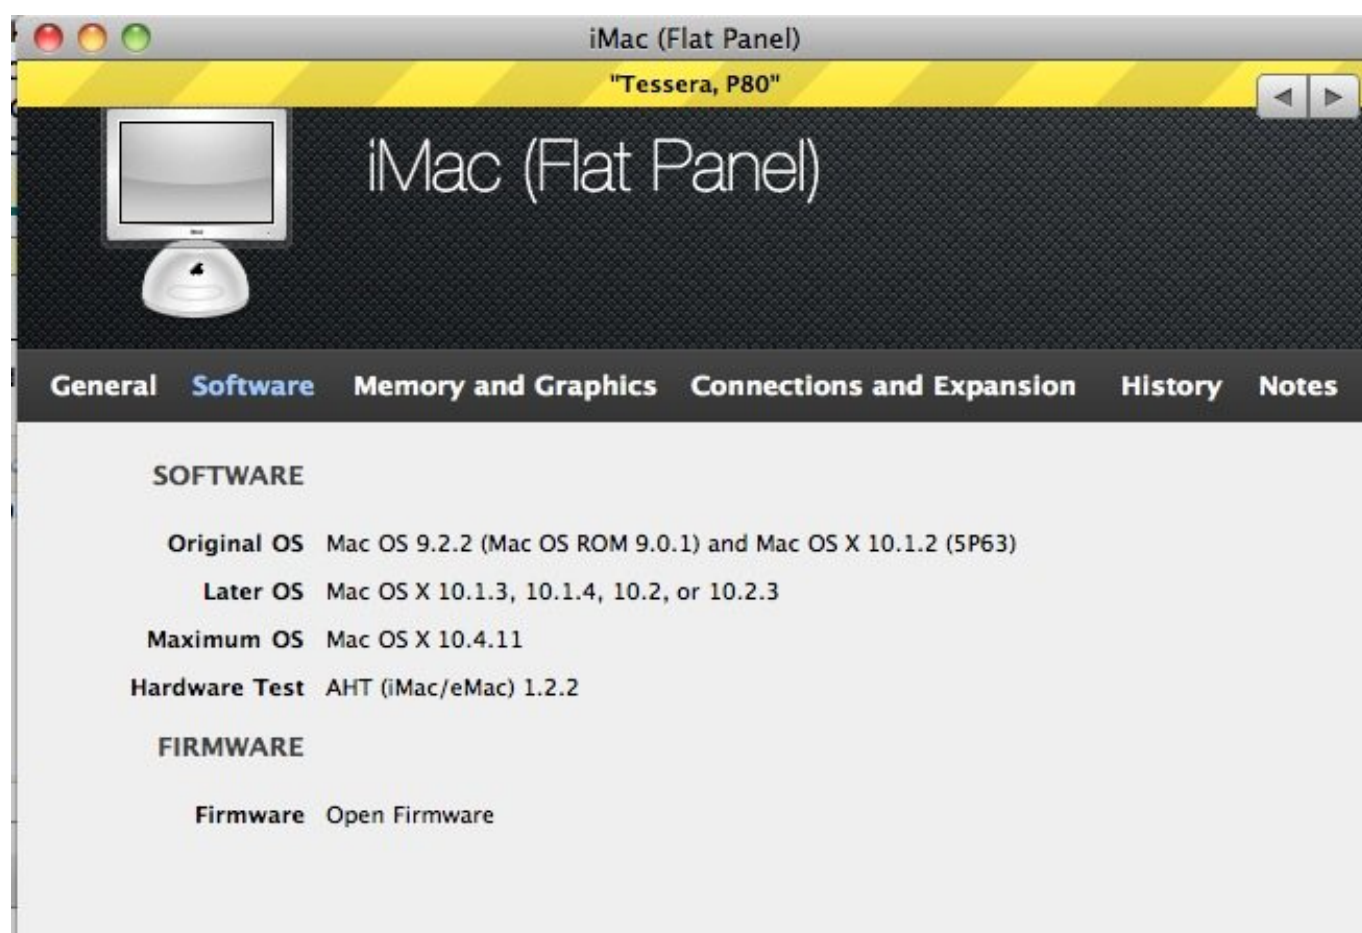 iMac (Flat Panel)
"Tessera, P80"
iMac (Flat Panel)
General Software Memory and Graphics Connections and Expansion History Notes
SOFTWARE
Original OS Mac OS 9.2.2 (Mac OS ROM 9.0.1) and Mac OS X 10.1.2 (5P63)
Later OS Mac OS X 10.1.3, 10.1.4, 10.2, or 10.2.3
Maximum OS Mac OS X 10.4.11
Hardware Test AHT (iMac/eMac) 1.2.2
FIRMWARE
Firmware Open Firmware